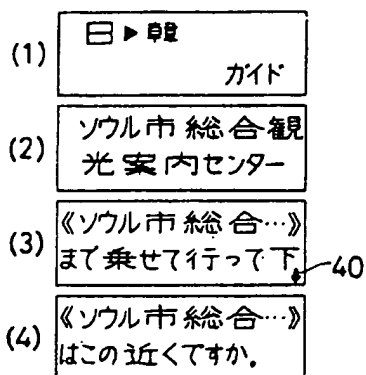 (1)
日▶韓
ガイド
(2)
ソウル市総合観
光案内センター
(3)
《ソウル市総合…》
まで乗せて行って下
40
(4)
《ソウル市総合…》
はこの近くですか.